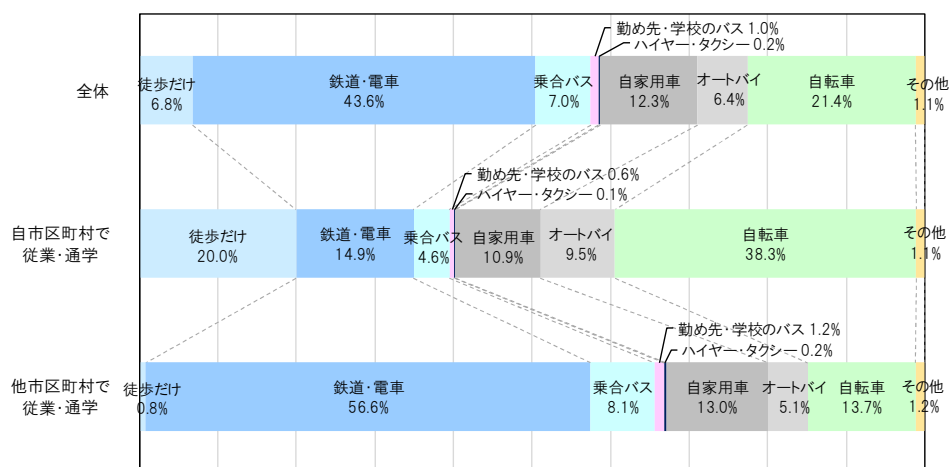 勤め先・学校のバス 1.0%
ハイヤー・タクシー 0.2%
全体
徒歩だけ
6.8%
鉄道・電車
43.6%
乗合バス
7.0%
自家用車
12.3%
オートバイ
6.4%
自転車
21.4%
その他
1.1%
勤め先・学校のバス 0.6%
ハイヤー・タクシー 0.1%
自市区町村で
従業・通学
徒歩だけ
20.0%
鉄道・電車
14.9%
乗合バス
4.6%
自家用車
10.9%
オートバイ
9.5%
自転車
38.3%
その他
1.1%
勤め先・学校のバス 1.2%
ハイヤー・タクシー 0.2%
他市区町村で
従業・通学
徒歩だけ
0.8%
鉄道・電車
56.6%
乗合バス
8.1%
自家用車
13.0%
オートバイ
5.1%
自転車
13.7%
その他
1.2%